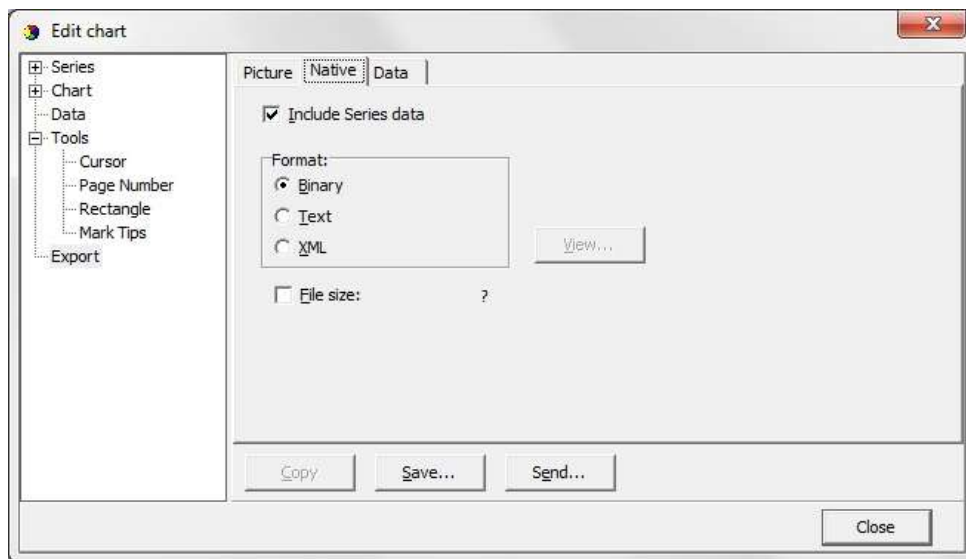 Edit chart
Series
Chart
Data
Tools
Cursor
Page Number
Rectangle
Mark Tips
Export
Picture Native Data
Include Series data
Format:
Binary
Text
XML
View...
File size: ?
Copy Save... Send...
Close